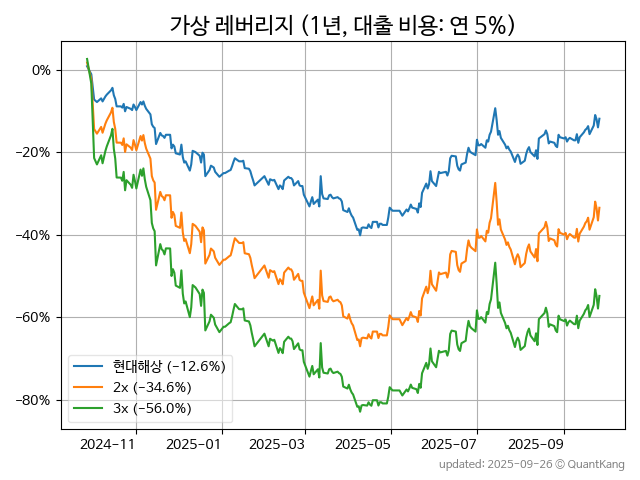 가상 레버리지 (1년, 대출 비용: 연 5%)
0%
−20%
−40%
−60%
−80%
현대해상 (−12.6%)
2x (−34.6%)
3x (−56.0%)
2024-11 2025-01 2025-03 2025-05 2025-07 2025-09
updated: 2025-09-26 © QuantKang